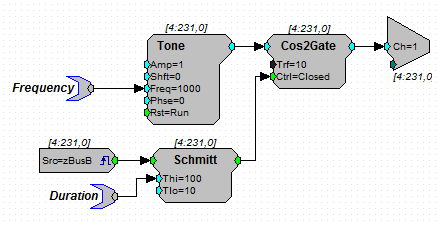 [4:231,0]
Tone
Amp=1
Shft=0
Freq=1000
Phse=0
Rst=Run
[4:231,0]
Cos2Gate
Trf=10
Ctrl=Closed
Ch=1
[4:231,0]
Frequency
[4:231,0]
Src=zBusB
[4:231,0]
Schmitt
Thi=100
Tlo=10
Duration